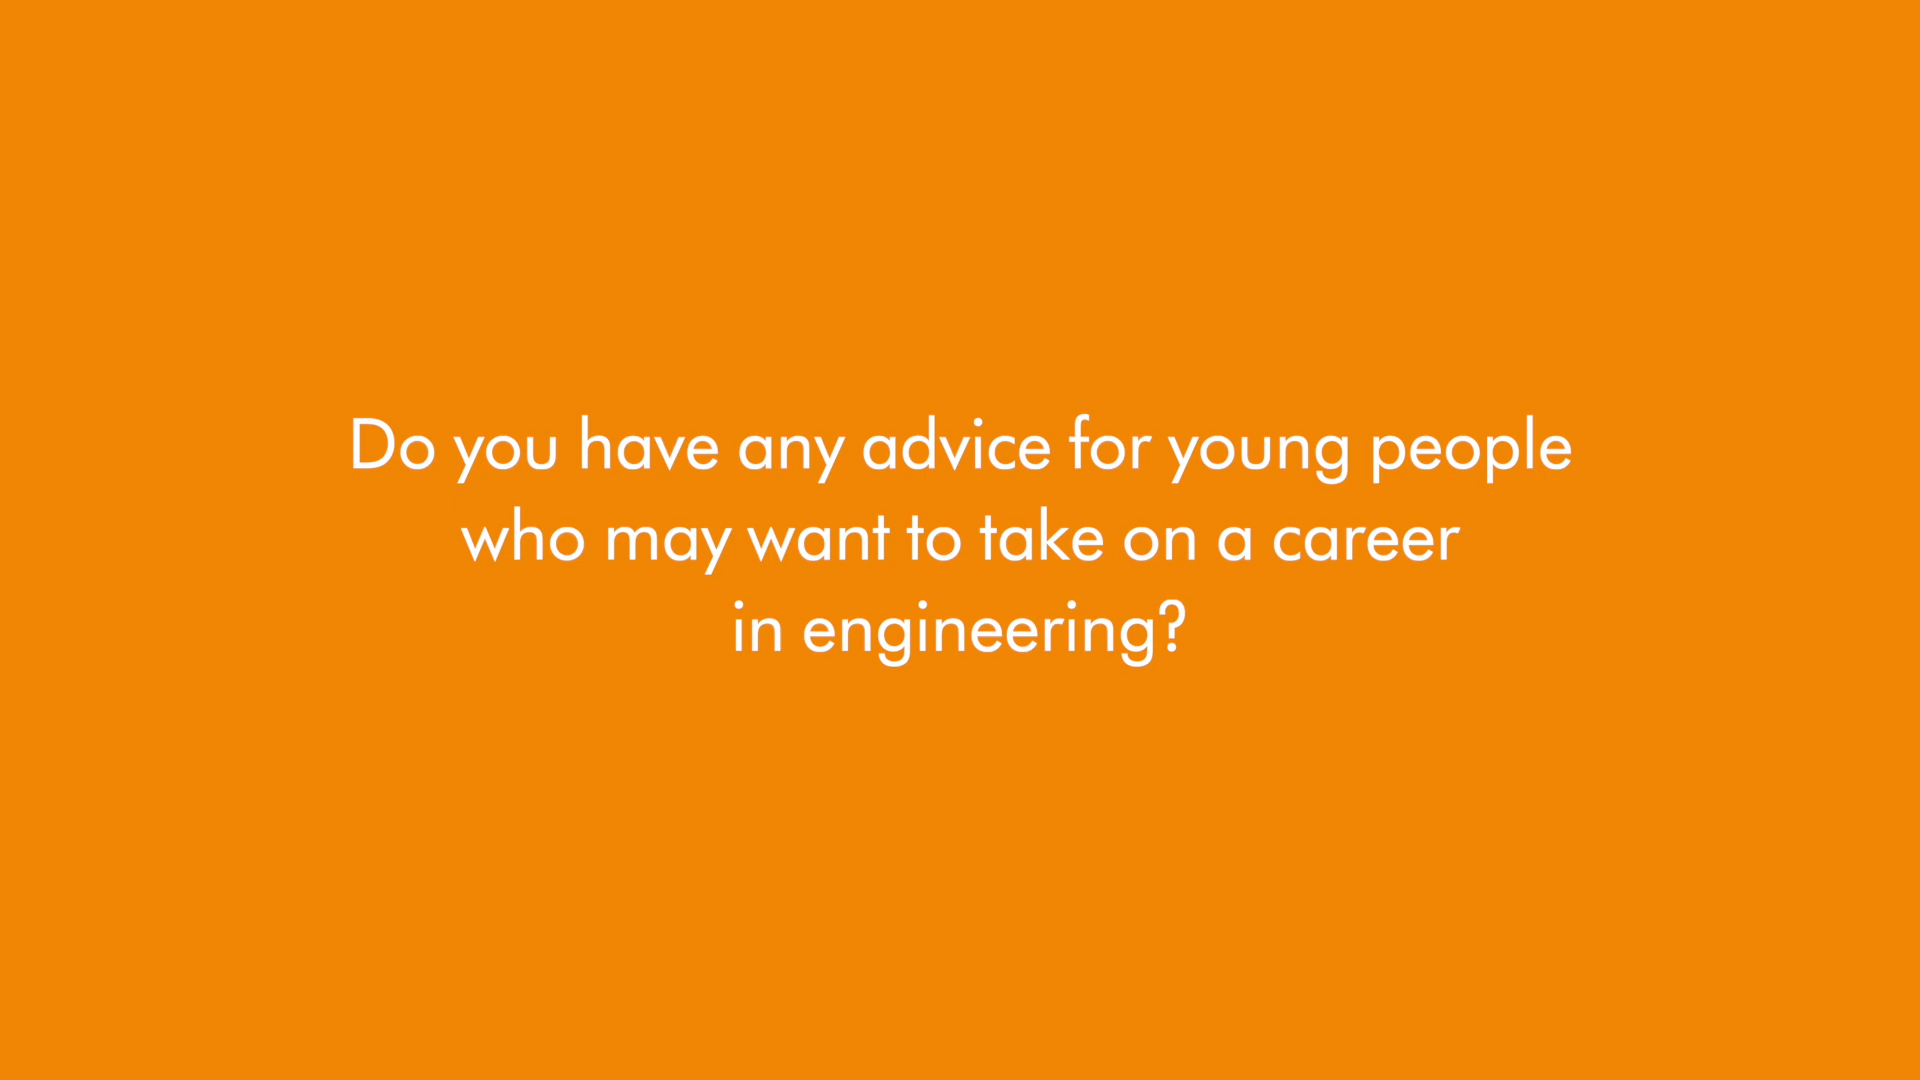 Do you have any advice for young people
who may want to take on a career
in engineering?